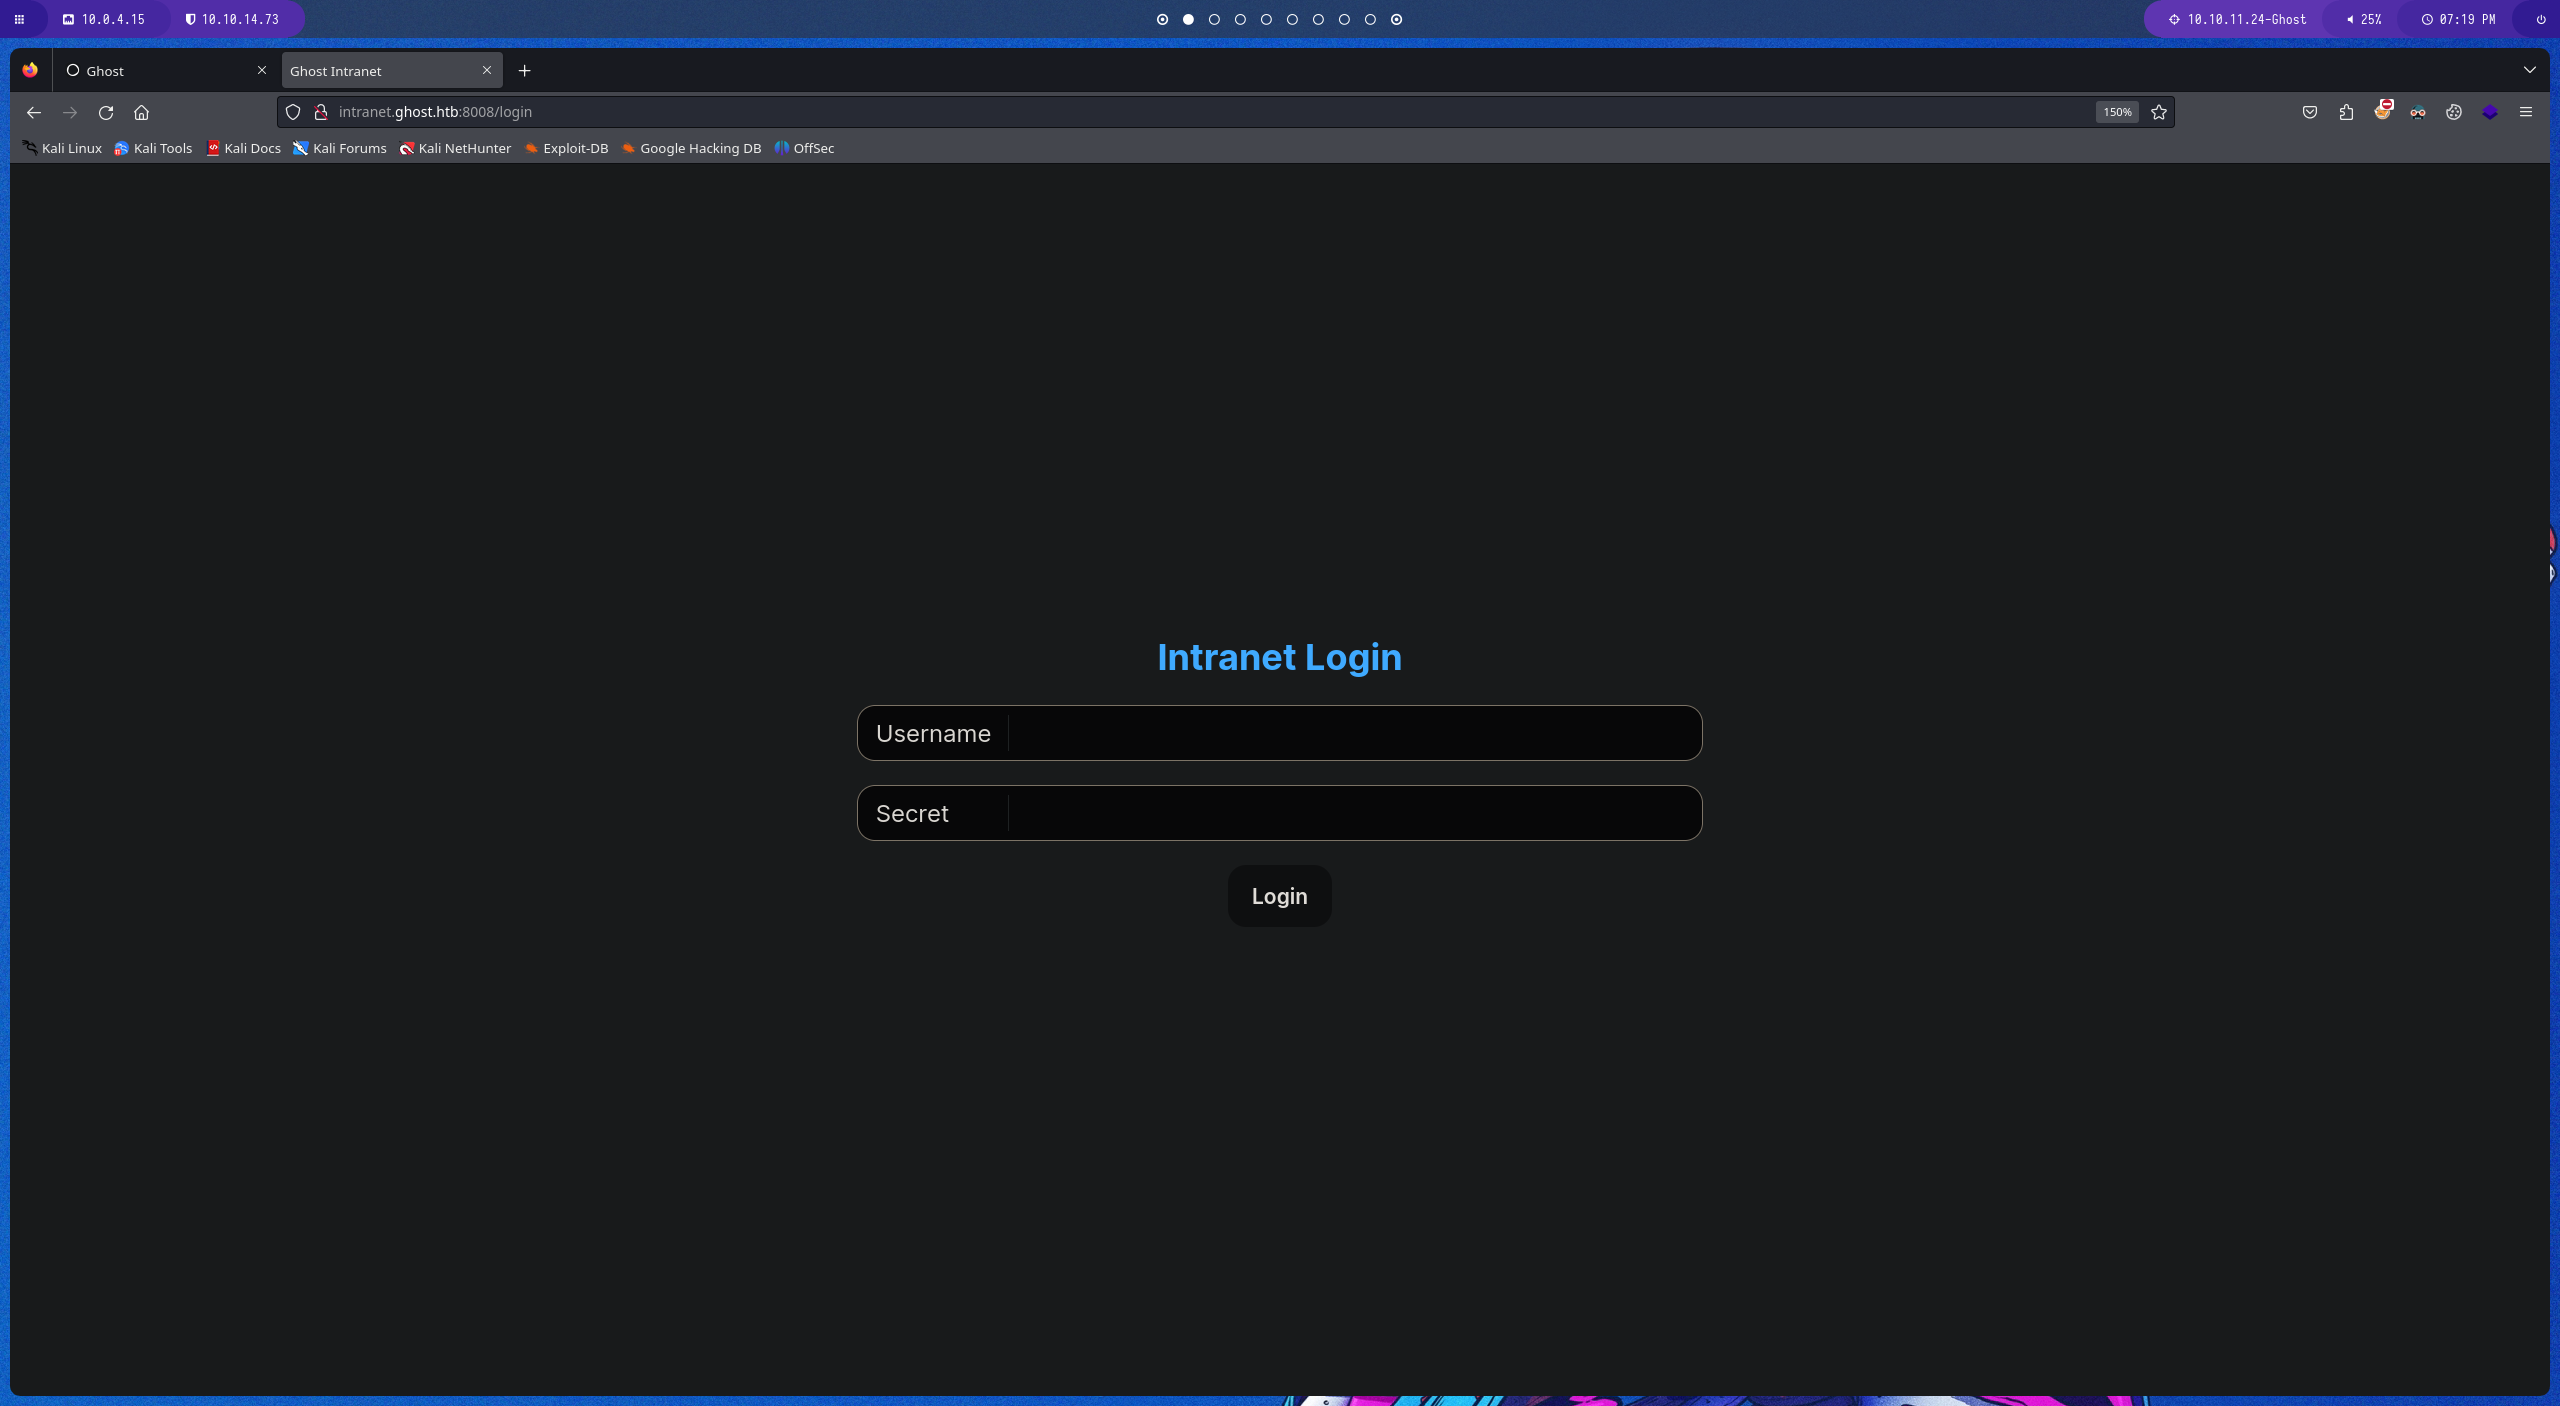 10.0.4.15 10.10.14.73 10.10.11.24-Ghost 25% 07:19 PM
Ghost Ghost Intranet
intranet.ghost.htb:8008/login 150%
Kali Linux Kali Tools Kali Docs Kali Forums Kali NetHunter Exploit-DB Google Hacking DB OffSec
Intranet Login
Username
Secret
Login